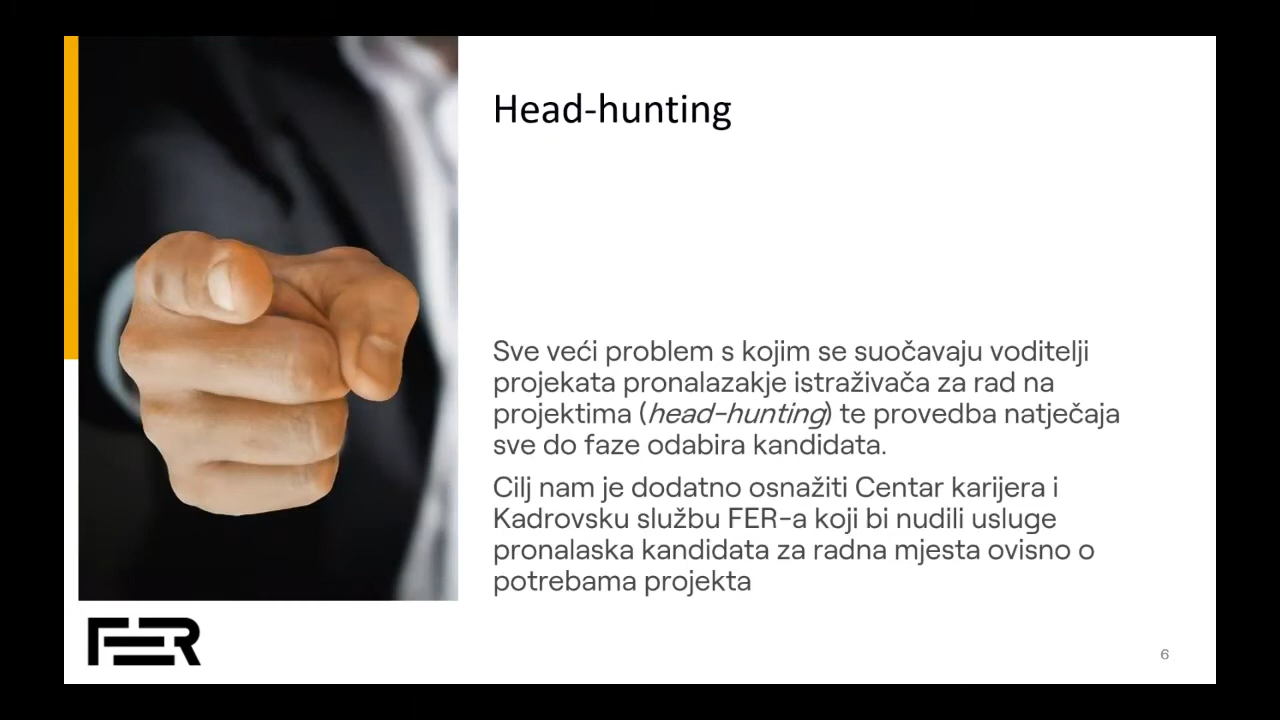 Head-hunting
Sve veći problem s kojim se suočavaju voditelji
projekata pronalazakje istraživača za rad na
projektima (head-hunting) te provedba natječaja
sve do faze odabira kandidata.
Cilj nam je dodatno osnažiti Centar karijera i
Kadrovsku službu FER-a koji bi nudili usluge
pronalaska kandidata za radna mjesta ovisno o
potrebama projekta
FER
6